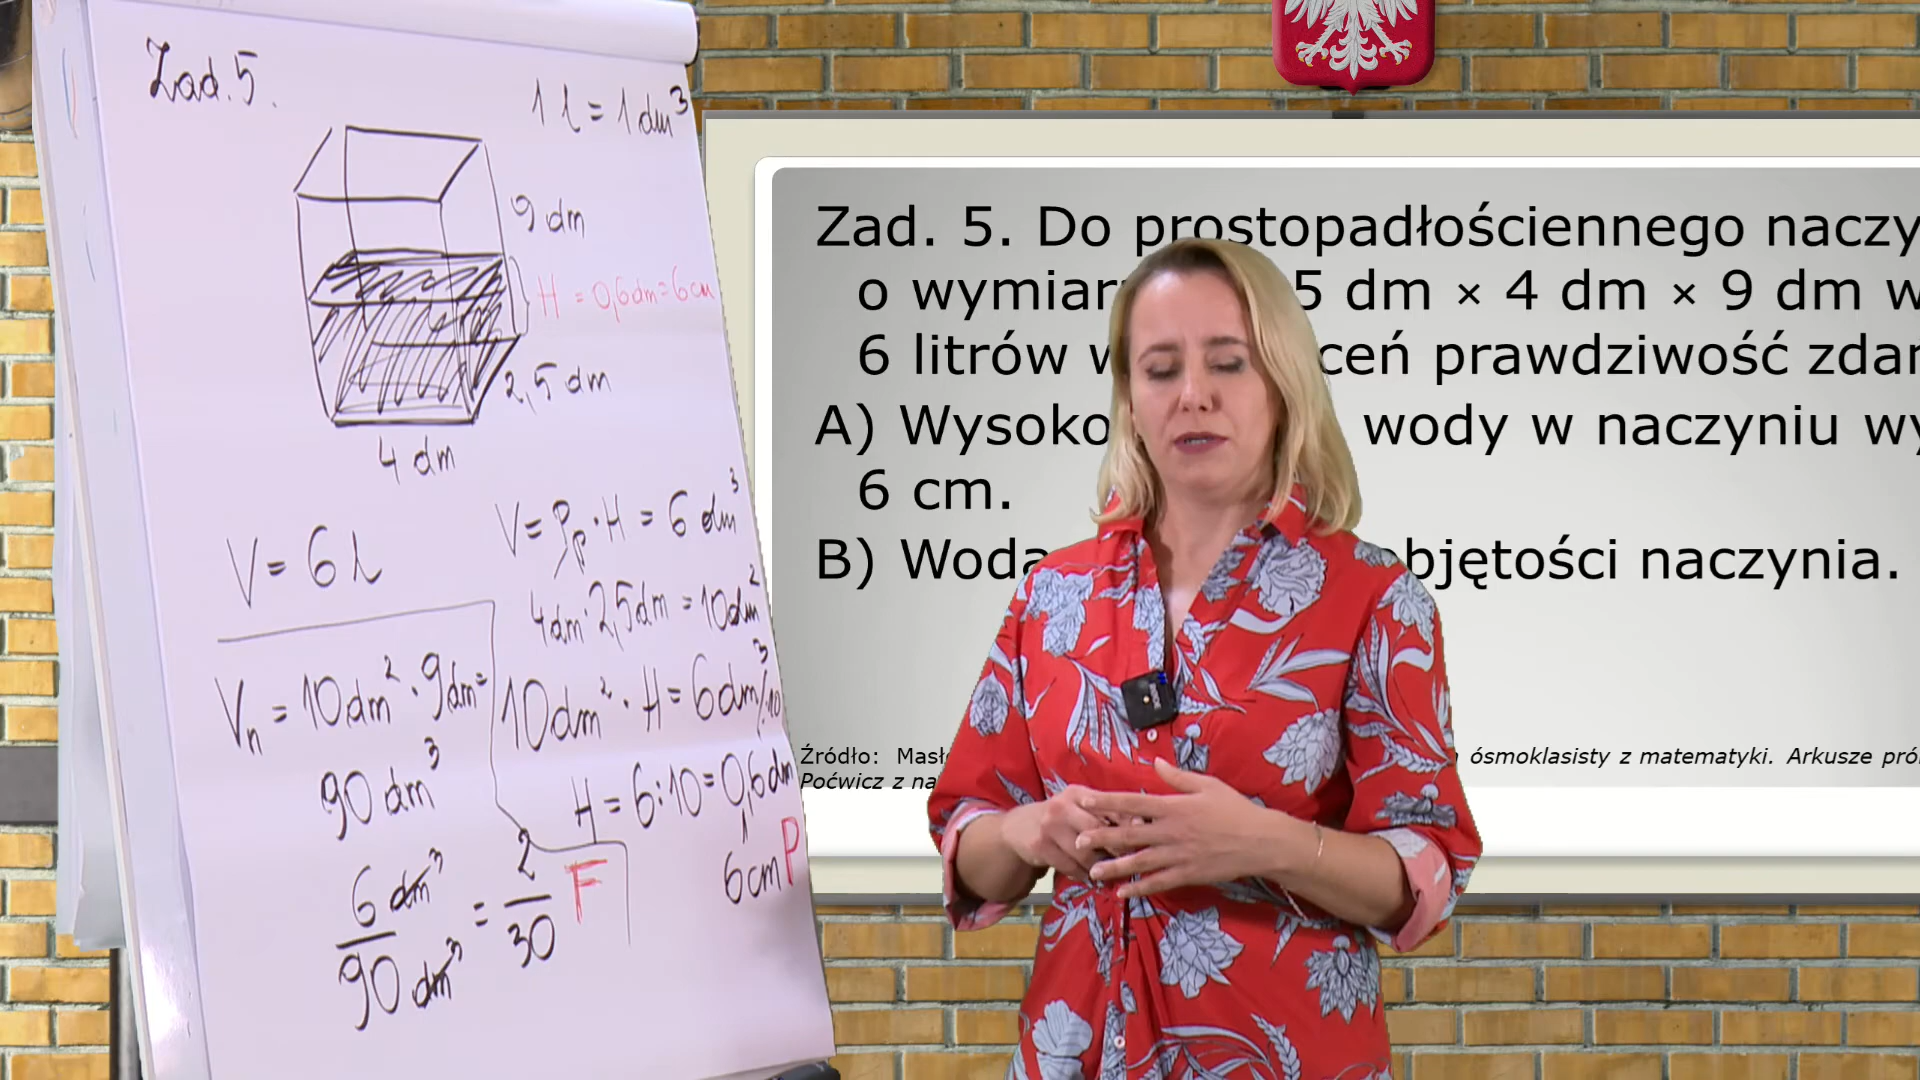 Zad. 5.
1 l = 1 dm³
9 dm
H = 0,6dm=6cm
2,5 dm
4 dm
V = 6 l
V = Pp · H = 6 dm³
4dm · 2,5dm = 10dm²
Vn = 10dm² · 9dm =
90 dm³
10dm² · H = 6dm³ /:10
H = 6:10 = 0,6dm
6cm P
6 dm³
90 dm³
= 2
30
F
Zad. 5. Do prostopadłościennego naczy
o wymiar 5 dm × 4 dm × 9 dm w
6 litrów w ceń prawdziwość zdań
A) Wysoko wody w naczyniu wy
6 cm.
B) Woda objętości naczynia.
Źródło: Masł ósmoklasisty z matematyki. Arkusze pró
Poćwicz z na